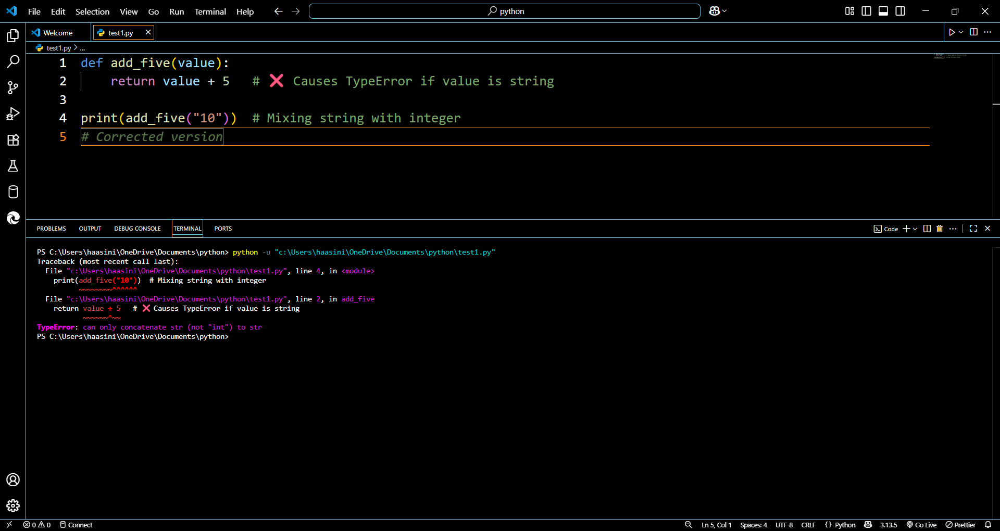 File Edit Selection View Go Run Terminal Help
python
Welcome
test1.py
test1.py > ...
1 def add_five(value):
2     return value + 5   # ❌ Causes TypeError if value is string
3
4 print(add_five("10"))  # Mixing string with integer
5 # Corrected version
PROBLEMS OUTPUT DEBUG CONSOLE TERMINAL PORTS
Code
PS C:\Users\haasini\OneDrive\Documents\python> python -u "c:\Users\haasini\OneDrive\Documents\python\test1.py"
Traceback (most recent call last):
  File "c:\Users\haasini\OneDrive\Documents\python\test1.py", line 4, in <module>
    print(add_five("10"))  # Mixing string with integer
          ~~~~~~~~^^^^^^
  File "c:\Users\haasini\OneDrive\Documents\python\test1.py", line 2, in add_five
    return value + 5   # ❌ Causes TypeError if value is string
           ~~~~~~^~~
TypeError: can only concatenate str (not "int") to str
PS C:\Users\haasini\OneDrive\Documents\python>
0 0 Connect
Ln 5, Col 1 Spaces: 4 UTF-8 CRLF {} Python 3.13.5 Go Live Prettier